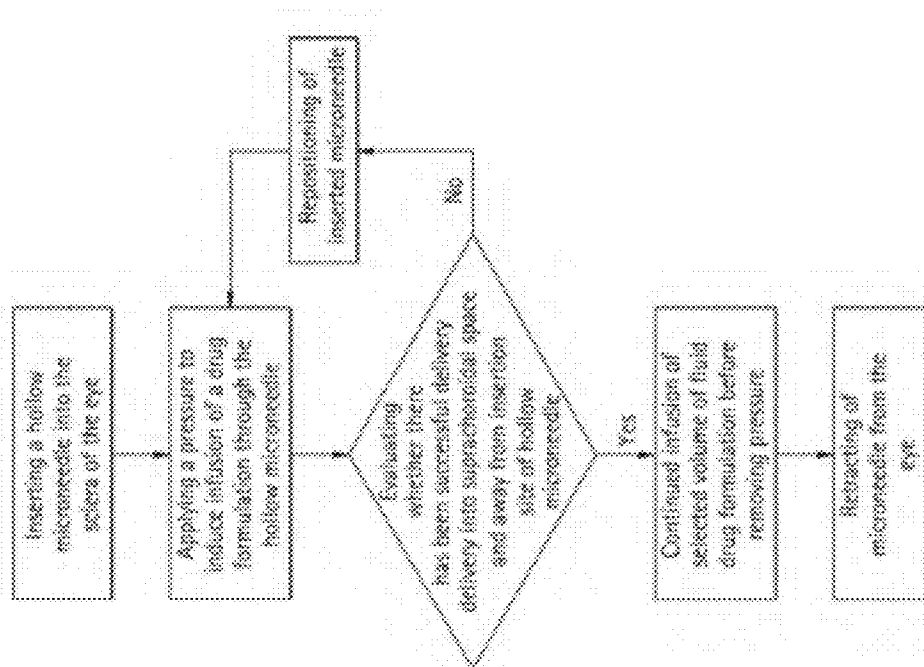 Inserting a hollow
microneedle into the
sclera of the eye
Applying a pressure to
induce infusion of a drug
formulation through the
hollow microneedle
Repositioning of
inserted microneedle
Evaluating
whether there
has been successful delivery
delivery into suprachoroidal space
and away from insertion
site of hollow
microneedle
No
Yes
Continued infusion of
selected volume of fluid
drug formulation before
removing pressure
Retracting of
microneedle from the
eye